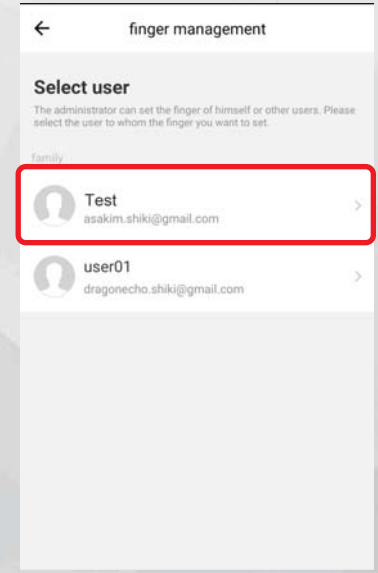 finger management
Select user
The administrator can set the finger of himself or other users. Please
select the user to whom the finger you want to set.
family
Test
asakim.shiki@gmail.com
user01
dragonecho.shiki@gmail.com